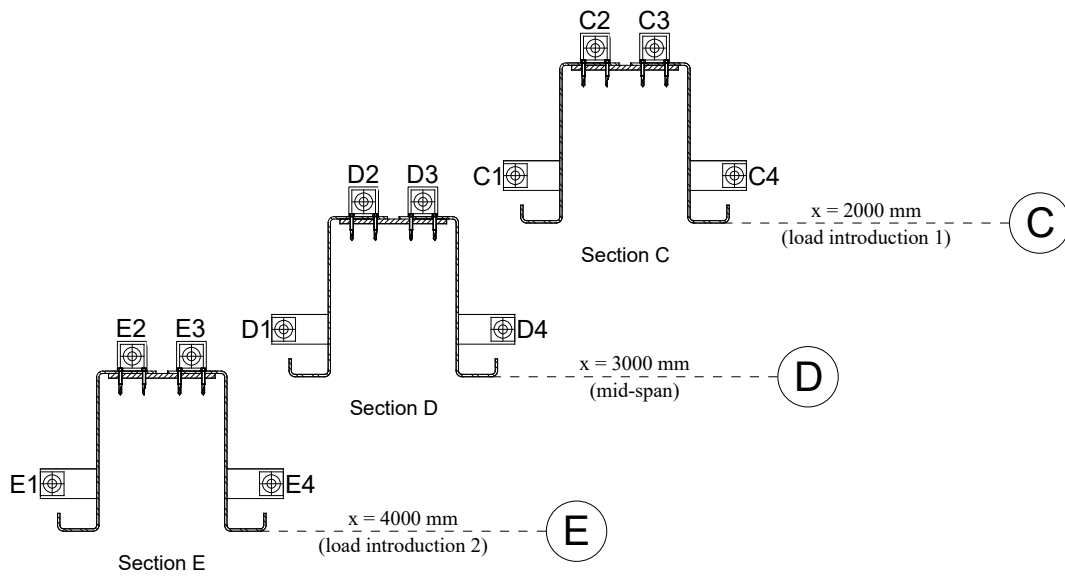 C2 C3
C1 C4
x = 2000 mm
(load introduction 1)
C
Section C
D2 D3
D1 D4
x = 3000 mm
(mid-span)
D
Section D
E2 E3
E1 E4
x = 4000 mm
(load introduction 2)
E
Section E